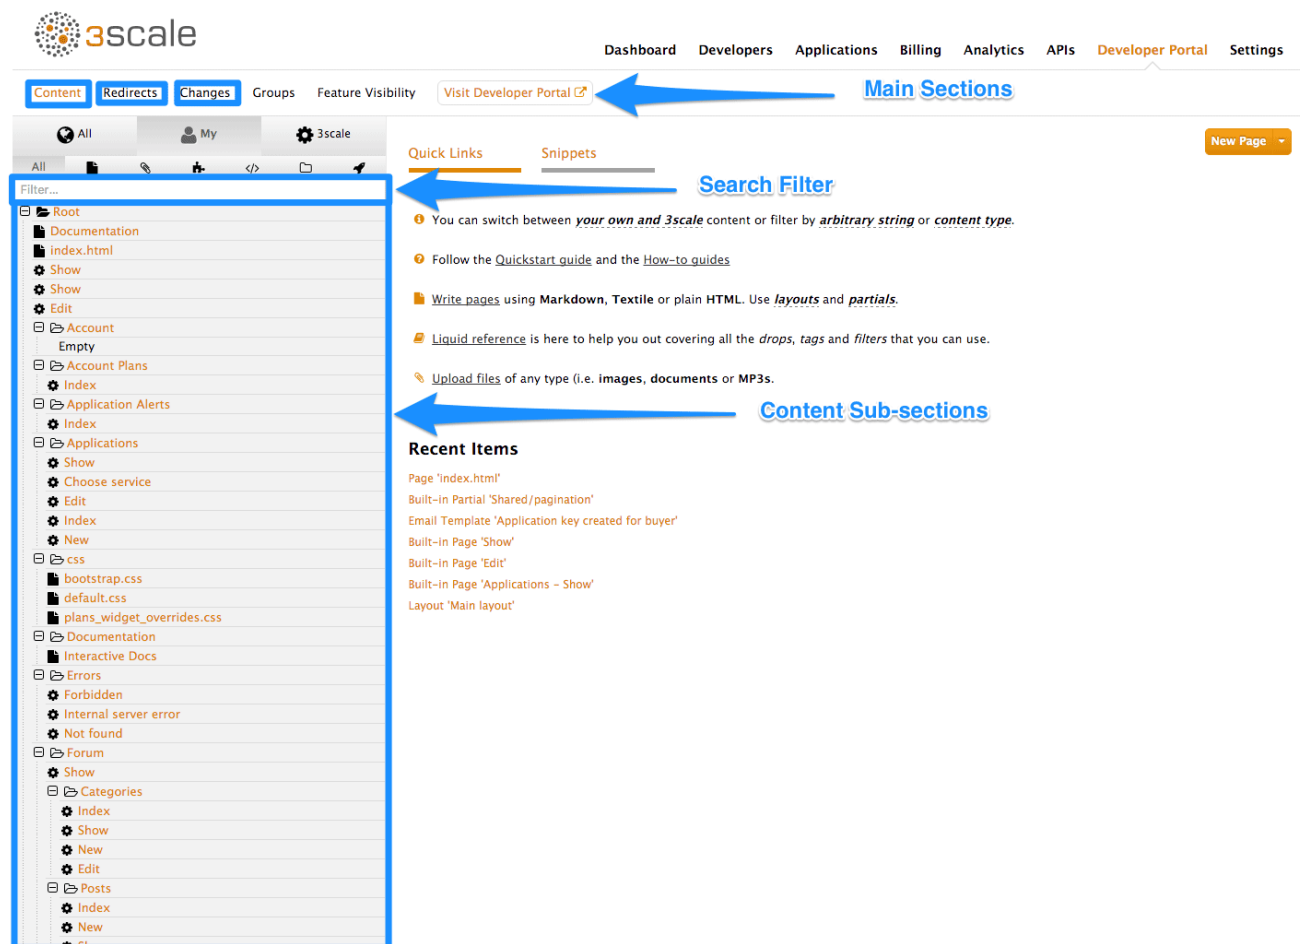 3scale
Dashboard Developers Applications Billing Analytics APIs Developer Portal Settings
Content Redirects Changes Groups Feature Visibility Visit Developer Portal
Main Sections
All My 3scale
New Page
All
Quick Links Snippets
Filter...
Search Filter
Root
Documentation
index.html
Show
Show
Edit
Account
Empty
Account Plans
Index
Application Alerts
Index
Applications
Show
Choose service
Edit
Index
New
css
bootstrap.css
default.css
plans_widget_overrides.css
Documentation
Interactive Docs
Errors
Forbidden
Internal server error
Not found
Forum
Show
Categories
Index
Show
New
Edit
Posts
Index
New
You can switch between your own and 3scale content or filter by arbitrary string or content type.
Follow the Quickstart guide and the How-to guides
Write pages using Markdown, Textile or plain HTML. Use layouts and partials.
Liquid reference is here to help you out covering all the drops, tags and filters that you can use.
Upload files of any type (i.e. images, documents or MP3s.
Content Sub-sections
Recent Items
Page 'index.html'
Built-in Partial 'Shared/pagination'
Email Template 'Application key created for buyer'
Built-in Page 'Show'
Built-in Page 'Edit'
Built-in Page 'Applications - Show'
Layout 'Main layout'